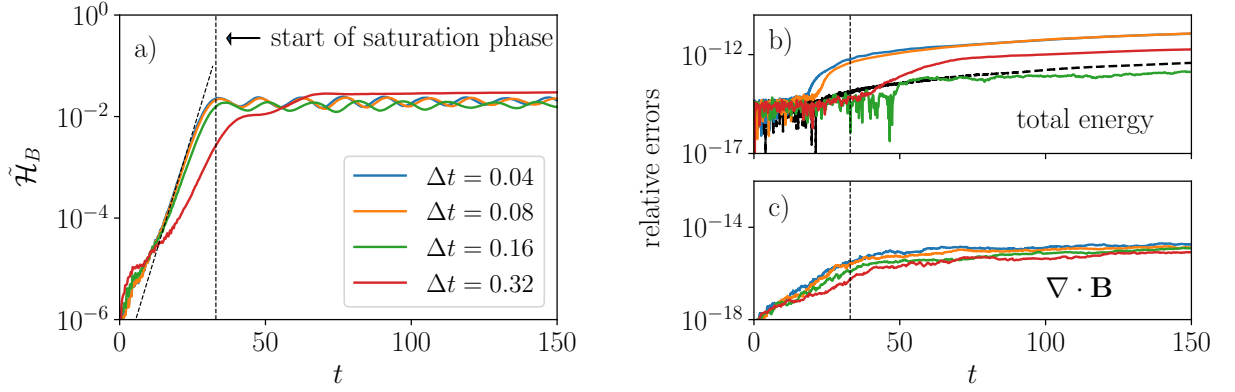 a)
start of saturation phase
10^0
10^{-2}
10^{-4}
10^{-6}
\tilde{\mathcal{H}}_B
Δt = 0.04
Δt = 0.08
Δt = 0.16
Δt = 0.32
0 50 100 150
t
b)
10^{-12}
10^{-17}
total energy
relative errors
c)
10^{-14}
10^{-18}
∇ · B
0 50 100 150
t